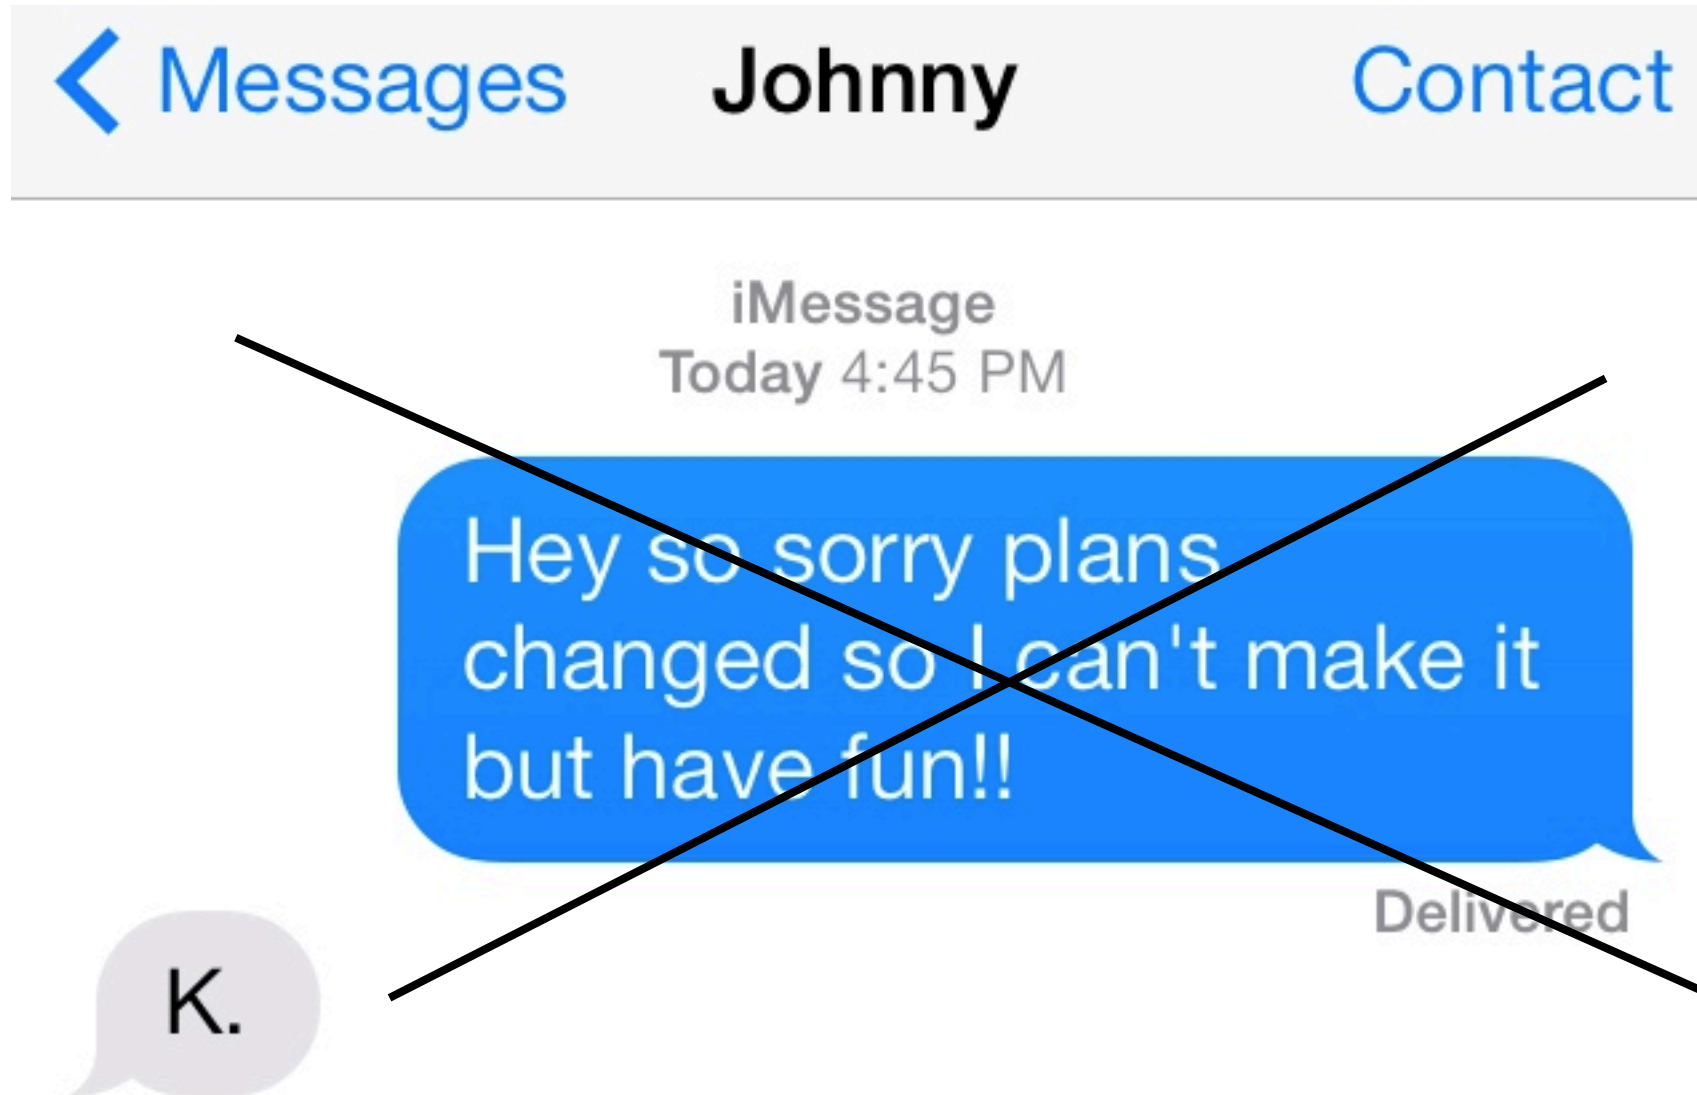 Messages Johnny Contact
iMessage
Today 4:45 PM
Hey so sorry plans
changed so I can't make it
but have fun!!
Delivered
K.